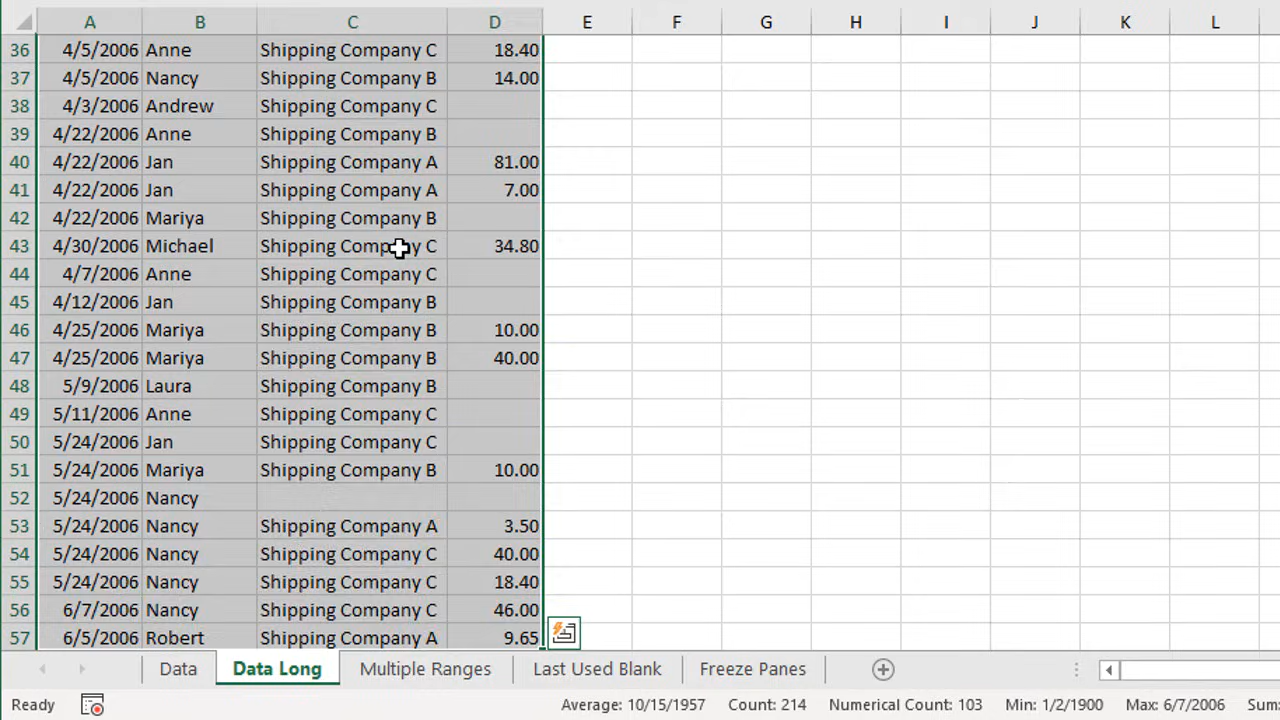 A B C D E F G H I J K L
36 4/5/2006 Anne Shipping Company C 18.40
37 4/5/2006 Nancy Shipping Company B 14.00
38 4/3/2006 Andrew Shipping Company C
39 4/22/2006 Anne Shipping Company B
40 4/22/2006 Jan Shipping Company A 81.00
41 4/22/2006 Jan Shipping Company A 7.00
42 4/22/2006 Mariya Shipping Company B
43 4/30/2006 Michael Shipping Company C 34.80
44 4/7/2006 Anne Shipping Company C
45 4/12/2006 Jan Shipping Company B
46 4/25/2006 Mariya Shipping Company B 10.00
47 4/25/2006 Mariya Shipping Company B 40.00
48 5/9/2006 Laura Shipping Company B
49 5/11/2006 Anne Shipping Company C
50 5/24/2006 Jan Shipping Company C
51 5/24/2006 Mariya Shipping Company B 10.00
52 5/24/2006 Nancy
53 5/24/2006 Nancy Shipping Company A 3.50
54 5/24/2006 Nancy Shipping Company C 40.00
55 5/24/2006 Nancy Shipping Company C 18.40
56 6/7/2006 Nancy Shipping Company C 46.00
57 6/5/2006 Robert Shipping Company A 9.65
Data Data Long Multiple Ranges Last Used Blank Freeze Panes
Ready Average: 10/15/1957 Count: 214 Numerical Count: 103 Min: 1/2/1900 Max: 6/7/2006 Sum: